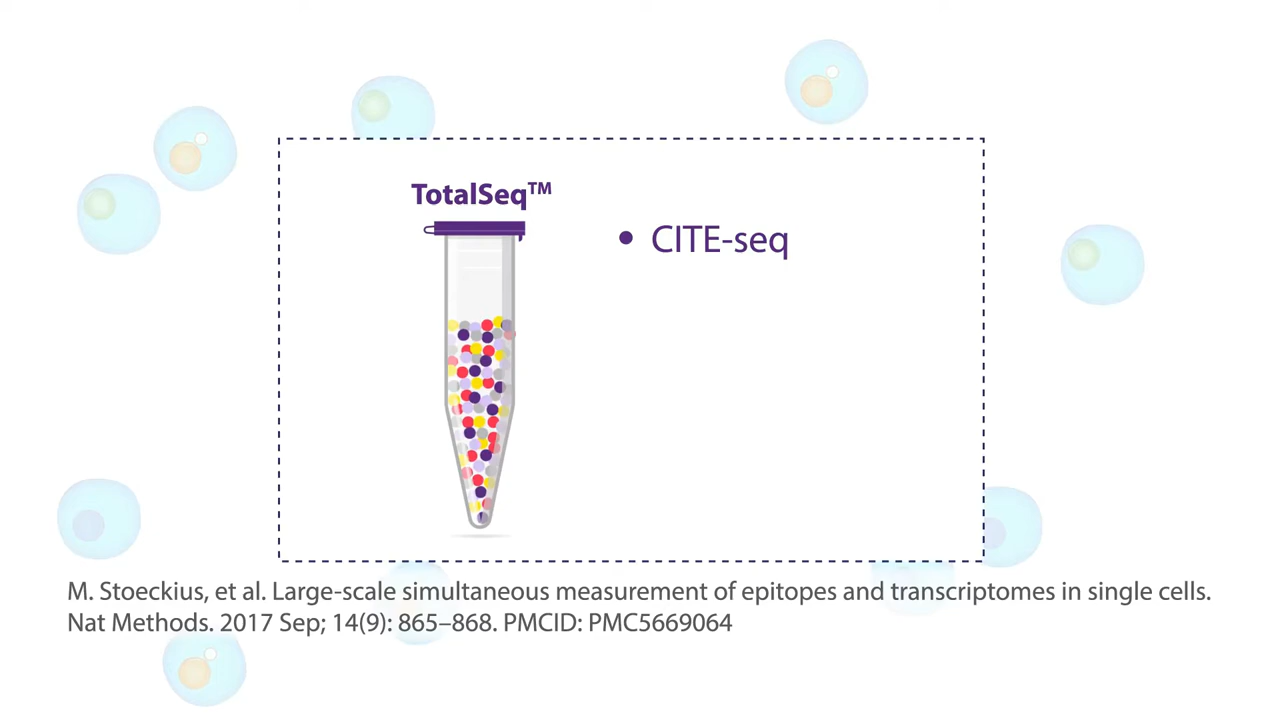 TotalSeq™
• CITE-seq
M. Stoeckius, et al. Large-scale simultaneous measurement of epitopes and transcriptomes in single cells.
Nat Methods. 2017 Sep; 14(9): 865–868. PMCID: PMC5669064